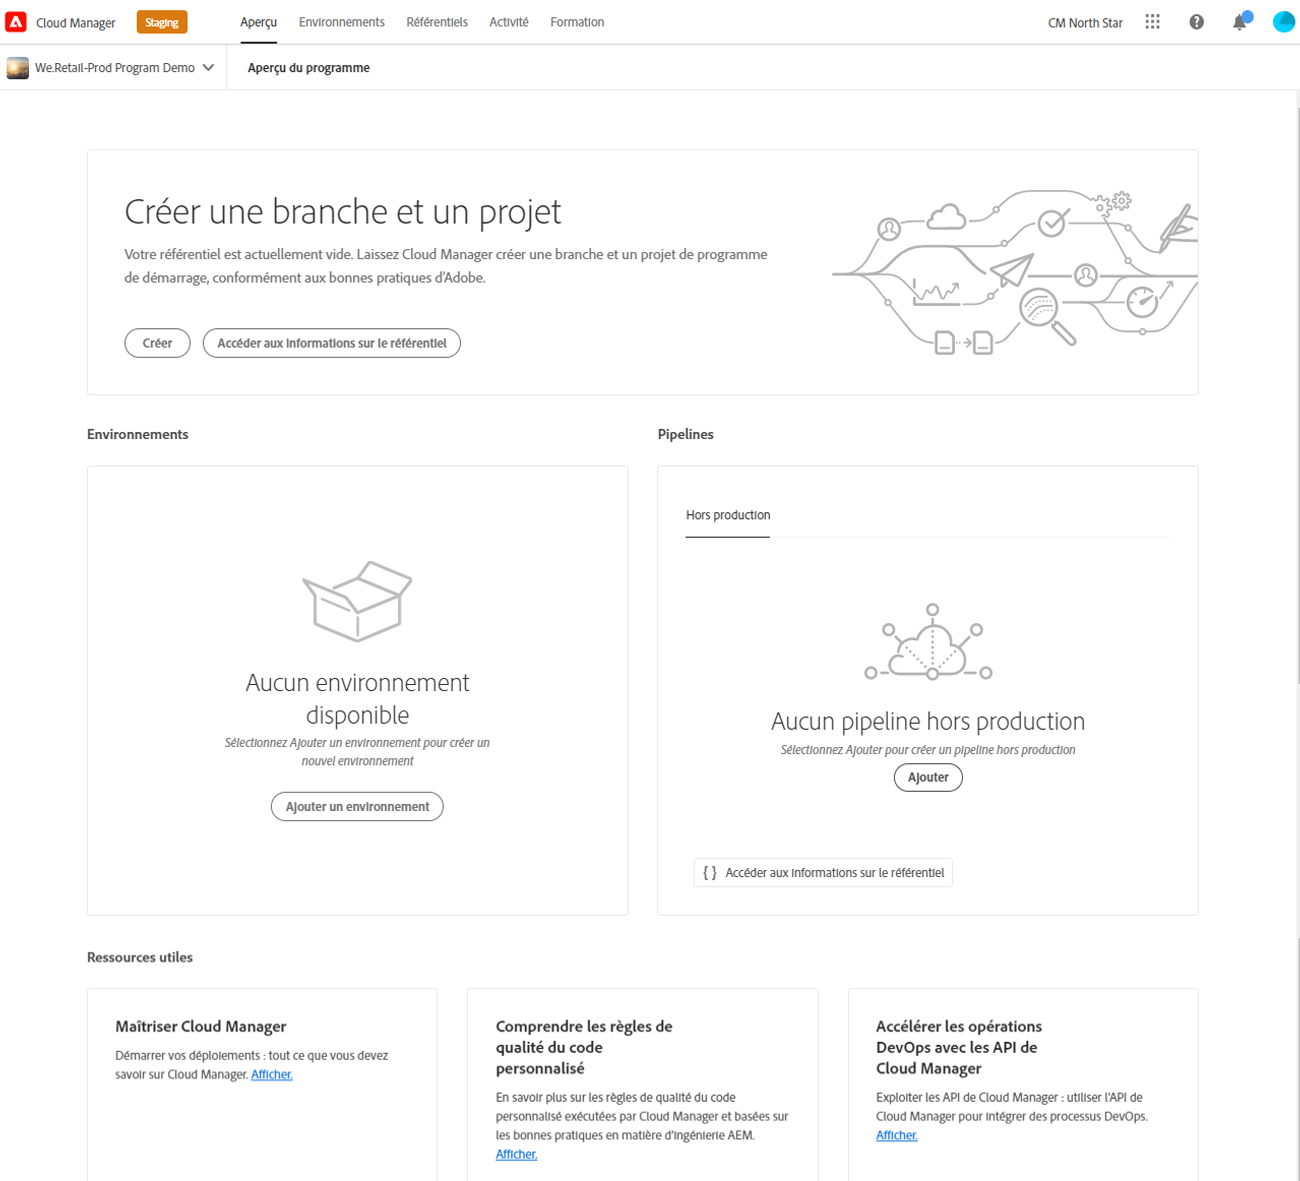 Cloud Manager
Staging
Aperçu
Environnements
Référentiels
Activité
Formation
CM North Star
We.Retail-Prod Program Demo
Aperçu du programme
Créer une branche et un projet
Votre référentiel est actuellement vide. Laissez Cloud Manager créer une branche et un projet de programme
de démarrage, conformément aux bonnes pratiques d'Adobe.
Créer
Accéder aux informations sur le référentiel
Environnements
Pipelines
Aucun environnement
disponible
Sélectionnez Ajouter un environnement pour créer un
nouvel environnement
Ajouter un environnement
Hors production
Aucun pipeline hors production
Sélectionnez Ajouter pour créer un pipeline hors production
Ajouter
{ } Accéder aux informations sur le référentiel
Ressources utiles
Maîtriser Cloud Manager
Démarrer vos déploiements : tout ce que vous devez
savoir sur Cloud Manager. Afficher.
Comprendre les règles de
qualité du code
personnalisé
En savoir plus sur les règles de qualité du code
personnalisé exécutées par Cloud Manager et basées sur
les bonnes pratiques en matière d'ingénierie AEM.
Afficher.
Accélérer les opérations
DevOps avec les API de
Cloud Manager
Exploiter les API de Cloud Manager : utiliser l'API de
Cloud Manager pour intégrer des processus DevOps.
Afficher.